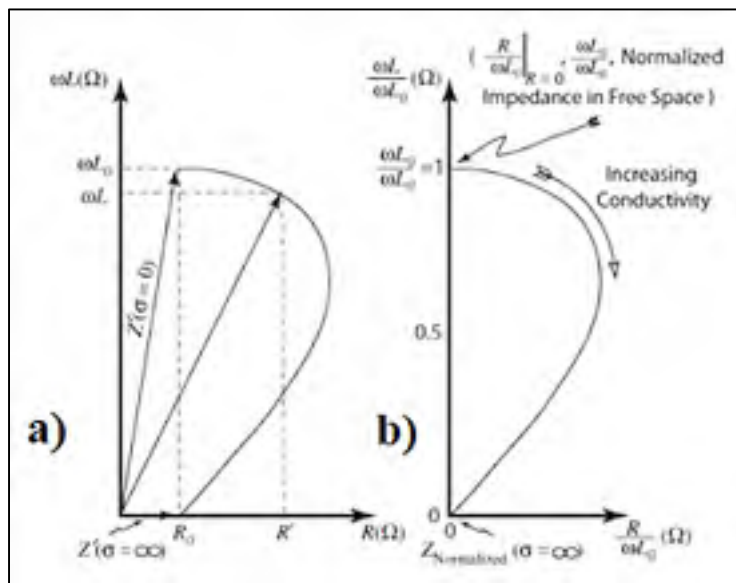 ωL(Ω)
ωL₀
ωL
Z(σ=0)
a)
R₀
R'
R(Ω)
Z(σ=∞)
ωL/ωL₀ (Ω)
( R/ωL₀ |R=0 , ωL₀/ωL₀, Normalized
Impedance in Free Space )
ωL₀/ωL₀ =1
Increasing
Conductivity
0.5
b)
0
0
R/ωL₀ (Ω)
ZNormalized (σ=∞)